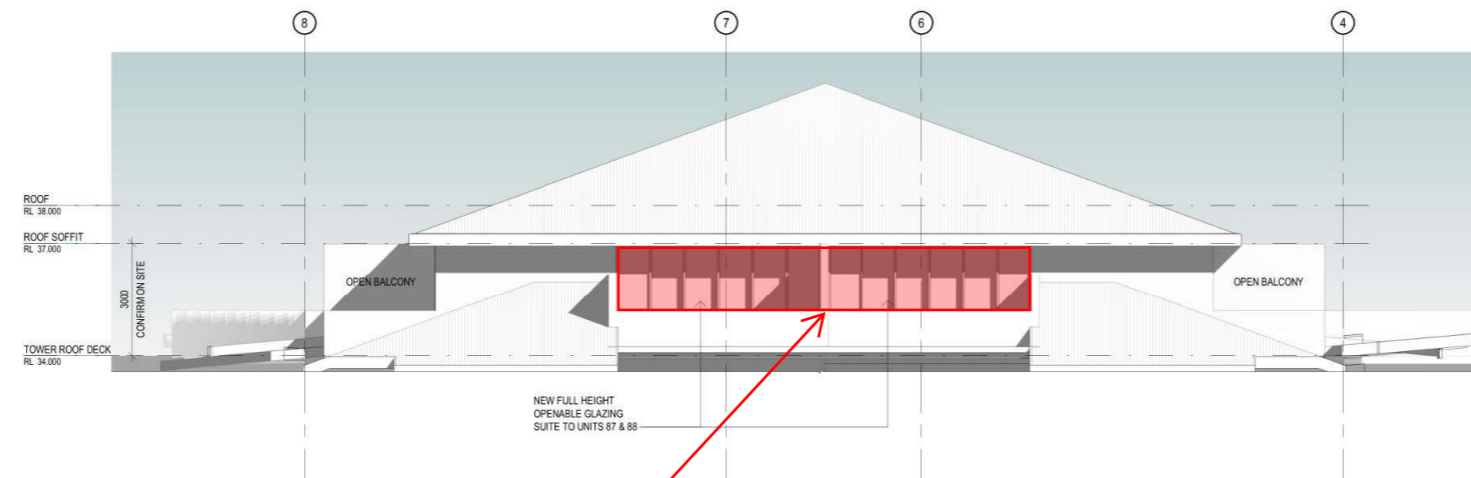 8
7
6
4
ROOF
RL 38.000
ROOF SOFFIT
RL 37.000
3000
CONFIRM ON SITE
OPEN BALCONY
OPEN BALCONY
TOWER ROOF DECK
RL 34.000
NEW FULL HEIGHT
OPENABLE GLAZING
SUITE TO UNITS 87 & 88